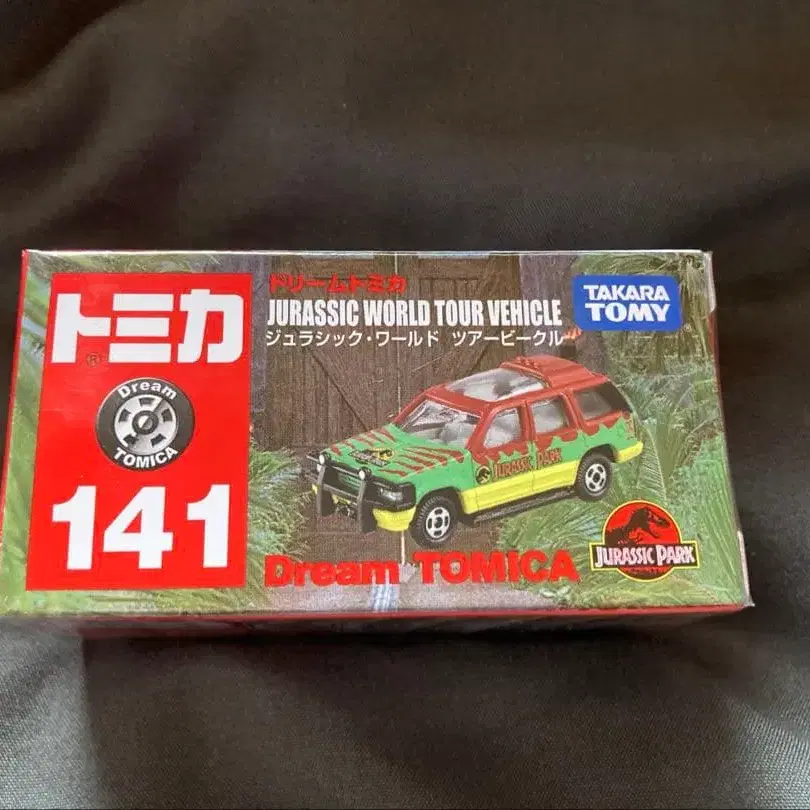 トミカ
®
Dream
TOMICA
141
ドリームトミカ
JURASSIC WORLD TOUR VEHICLE
ジュラシック・ワールド ツアービークル
TAKARA
TOMY
®
JURASSIC PARK
Dream TOMICA
JURASSIC PARK